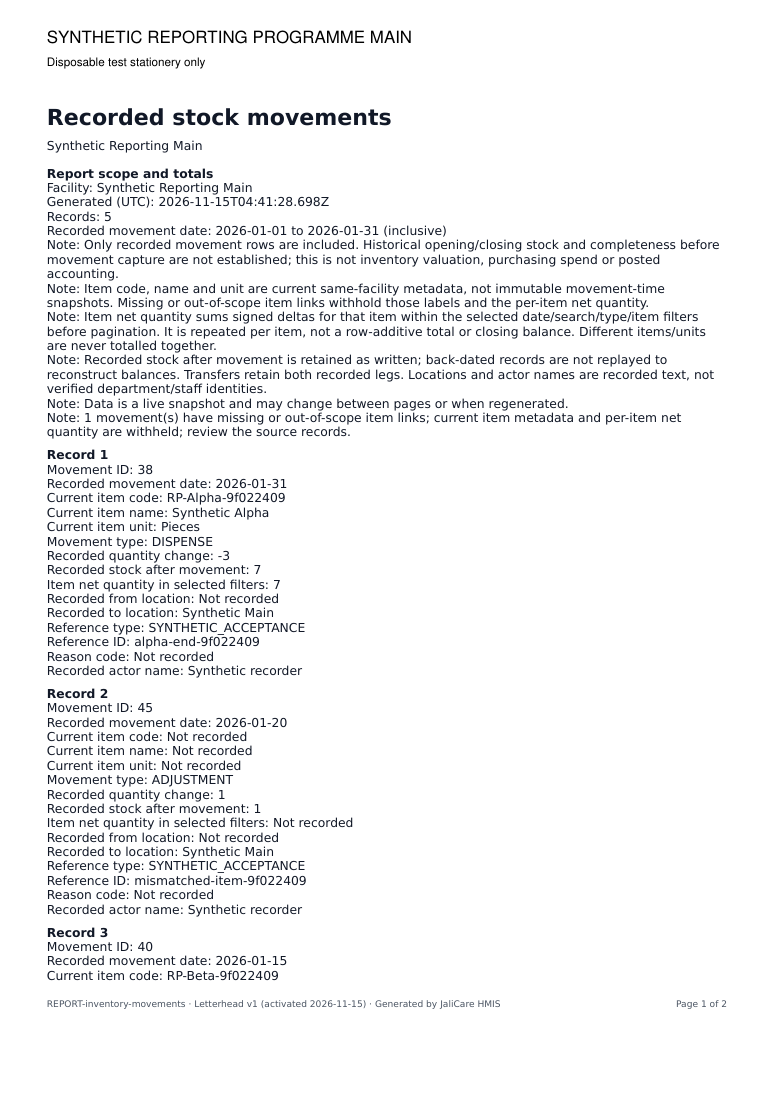 SYNTHETIC REPORTING PROGRAMME MAIN
Disposable test stationery only
Recorded stock movements
Synthetic Reporting Main
Report scope and totals
Facility: Synthetic Reporting Main
Generated (UTC): 2026-11-15T04:41:28.698Z
Records: 5
Recorded movement date: 2026-01-01 to 2026-01-31 (inclusive)
Note: Only recorded movement rows are included. Historical opening/closing stock and completeness before
movement capture are not established; this is not inventory valuation, purchasing spend or posted
accounting.
Note: Item code, name and unit are current same-facility metadata, not immutable movement-time
snapshots. Missing or out-of-scope item links withhold those labels and the per-item net quantity.
Note: Item net quantity sums signed deltas for that item within the selected date/search/type/item filters
before pagination. It is repeated per item, not a row-additive total or closing balance. Different items/units
are never totalled together.
Note: Recorded stock after movement is retained as written; back-dated records are not replayed to
reconstruct balances. Transfers retain both recorded legs. Locations and actor names are recorded text, not
verified department/staff identities.
Note: Data is a live snapshot and may change between pages or when regenerated.
Note: 1 movement(s) have missing or out-of-scope item links; current item metadata and per-item net
quantity are withheld; review the source records.
Record 1
Movement ID: 38
Recorded movement date: 2026-01-31
Current item code: RP-Alpha-9f022409
Current item name: Synthetic Alpha
Current item unit: Pieces
Movement type: DISPENSE
Recorded quantity change: -3
Recorded stock after movement: 7
Item net quantity in selected filters: 7
Recorded from location: Not recorded
Recorded to location: Synthetic Main
Reference type: SYNTHETIC_ACCEPTANCE
Reference ID: alpha-end-9f022409
Reason code: Not recorded
Recorded actor name: Synthetic recorder
Record 2
Movement ID: 45
Recorded movement date: 2026-01-20
Current item code: Not recorded
Current item name: Not recorded
Current item unit: Not recorded
Movement type: ADJUSTMENT
Recorded quantity change: 1
Recorded stock after movement: 1
Item net quantity in selected filters: Not recorded
Recorded from location: Not recorded
Recorded to location: Synthetic Main
Reference type: SYNTHETIC_ACCEPTANCE
Reference ID: mismatched-item-9f022409
Reason code: Not recorded
Recorded actor name: Synthetic recorder
Record 3
Movement ID: 40
Recorded movement date: 2026-01-15
Current item code: RP-Beta-9f022409
REPORT-inventory-movements · Letterhead v1 (activated 2026-11-15) · Generated by JaliCare HMIS Page 1 of 2